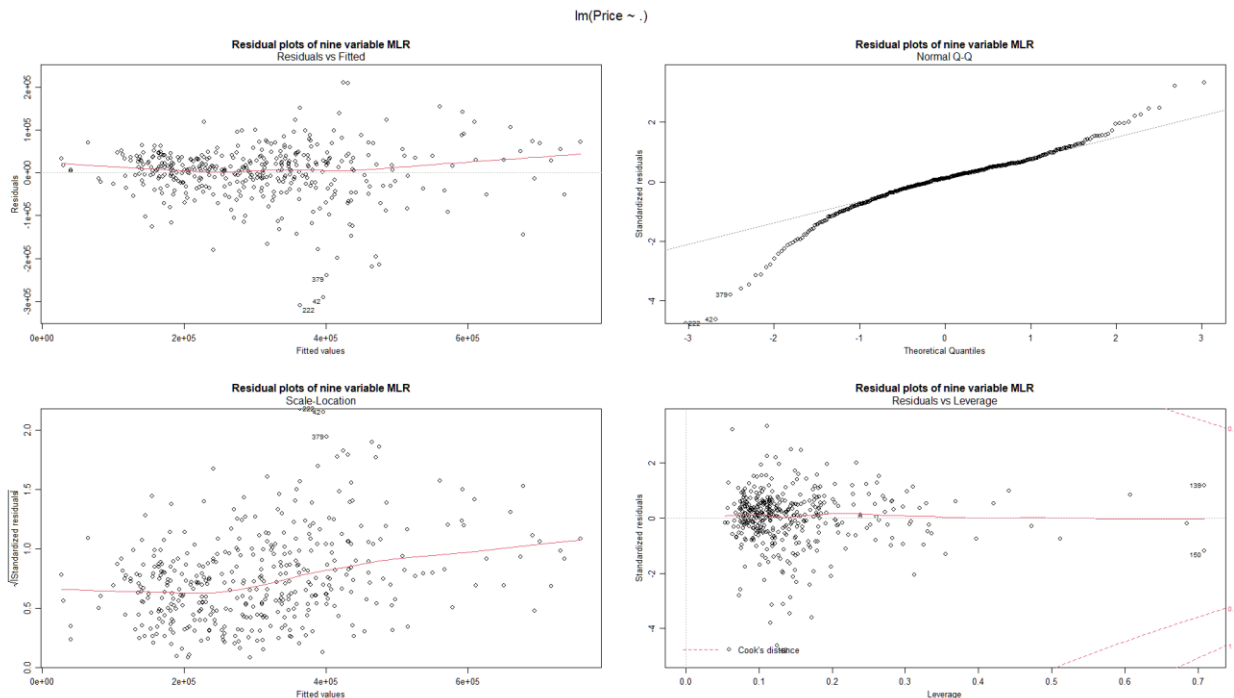 lm(Price ~ .)
Residual plots of nine variable MLR
Residuals vs Fitted
Residuals
2e+05
1e+05
0e+00
-1e+05
-2e+05
-3e+05
379
42
222
0e+00 2e+05 4e+05 6e+05
Fitted values
Residual plots of nine variable MLR
Normal Q-Q
Standardized residuals
2
0
-2
-4
379
42
222
-3 -2 -1 0 1 2 3
Theoretical Quantiles
Residual plots of nine variable MLR
Scale-Location
√|Standardized residuals|
2.0
1.5
1.0
0.5
0.0
222
42
379
0e+00 2e+05 4e+05 6e+05
Fitted values
Residual plots of nine variable MLR
Residuals vs Leverage
Standardized residuals
2
0
-2
-4
139
150
Cook's distance
0.0 0.1 0.2 0.3 0.4 0.5 0.6 0.7
Leverage